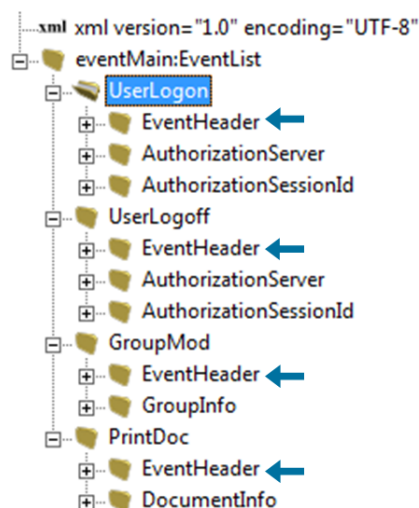 xml xml version="1.0" encoding="UTF-8"
eventMain:EventList
UserLogon
EventHeader
AuthorizationServer
AuthorizationSessionId
UserLogoff
EventHeader
AuthorizationServer
AuthorizationSessionId
GroupMod
EventHeader
GroupInfo
PrintDoc
EventHeader
DocumentInfo